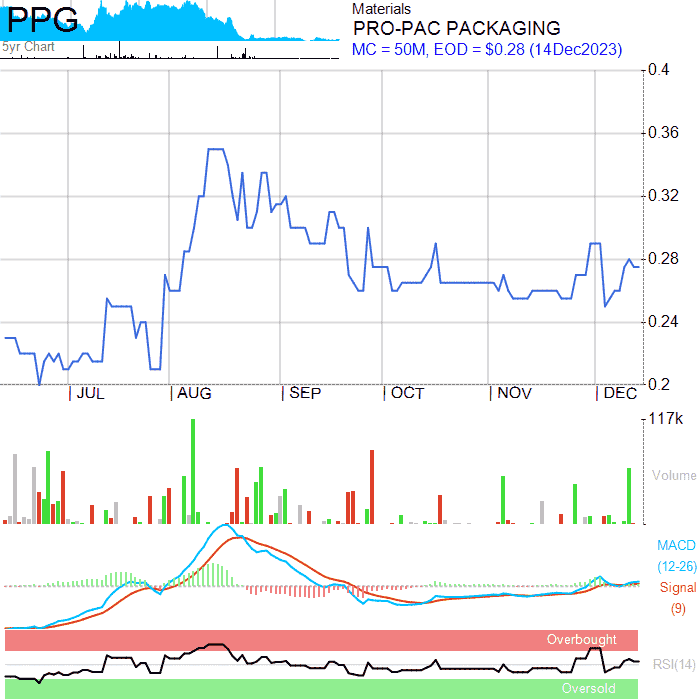 PPG
5yr Chart
Materials
PRO-PAC PACKAGING
MC = 50M, EOD = $0.28 (14Dec2023)
0.4
0.36
0.32
0.28
0.24
0.2
JUL AUG SEP OCT NOV DEC
117k
Volume
MACD
(12-26)
Signal
(9)
Overbought
RSI(14)
Oversold